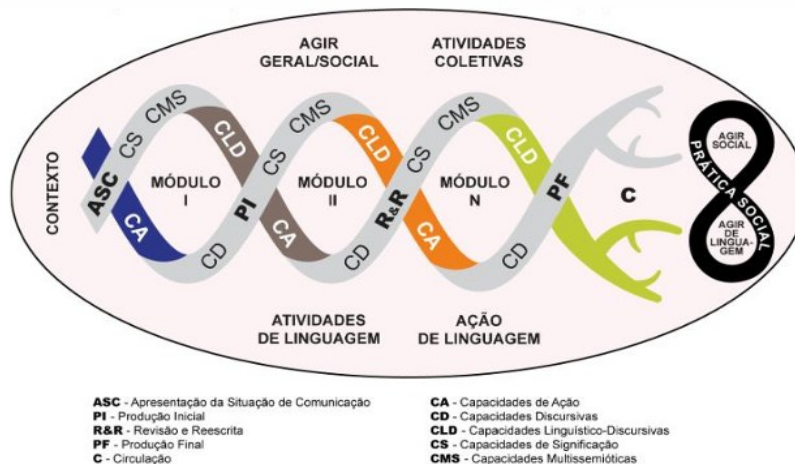 AGIR
GERAL/SOCIAL
ATIVIDADES
COLETIVAS
CONTEXTO
ASC
CS
CMS
CLD
CS
CMS
CLD
CS
CMS
CLD
MÓDULO
I
MÓDULO
II
MÓDULO
N
CA
CD
PI
CA
CD
R&R
CA
CD
PF
C
AGIR
SOCIAL
PRÁTICA SOCIAL
AGIR
DE
LINGUA-
GEM
ATIVIDADES
DE LINGUAGEM
AÇÃO
DE LINGUAGEM
ASC - Apresentação da Situação de Comunicação
PI - Produção Inicial
R&R - Revisão e Reescrita
PF - Produção Final
C - Circulação
CA - Capacidades de Ação
CD - Capacidades Discursivas
CLD - Capacidades Linguístico-Discursivas
CS - Capacidades de Significação
CMS - Capacidades Multissemióticas